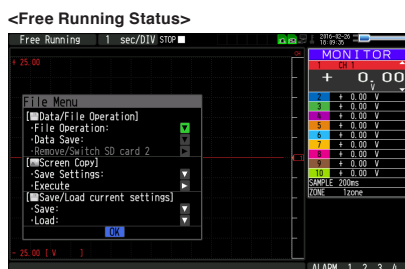 <Free Running Status>
Free Running 1 sec/DIV STOP 2016-02-26 18:39:35
MONITOR
+ 25.00
1 CH 1
+ 0.00
V
2 + 0.00 V
3 + 0.00 V
4 + 0.00 V
5 + 0.00 V
6 + 0.00 V
7 + 0.00 V
8 + 0.00 V
9 + 0.00 V
10 + 0.00 V
SAMPLE 200ms
ZONE 1zone
File Menu
[Data/File Operation]
·File Operation:
·Data Save:
·Remove/Switch SD card 2
[Screen Copy]
·Save Settings:
·Execute
[Save/Load current settings]
·Save:
·Load:
OK
- 25.00 [ V ]
ALARM 1 2 3 4